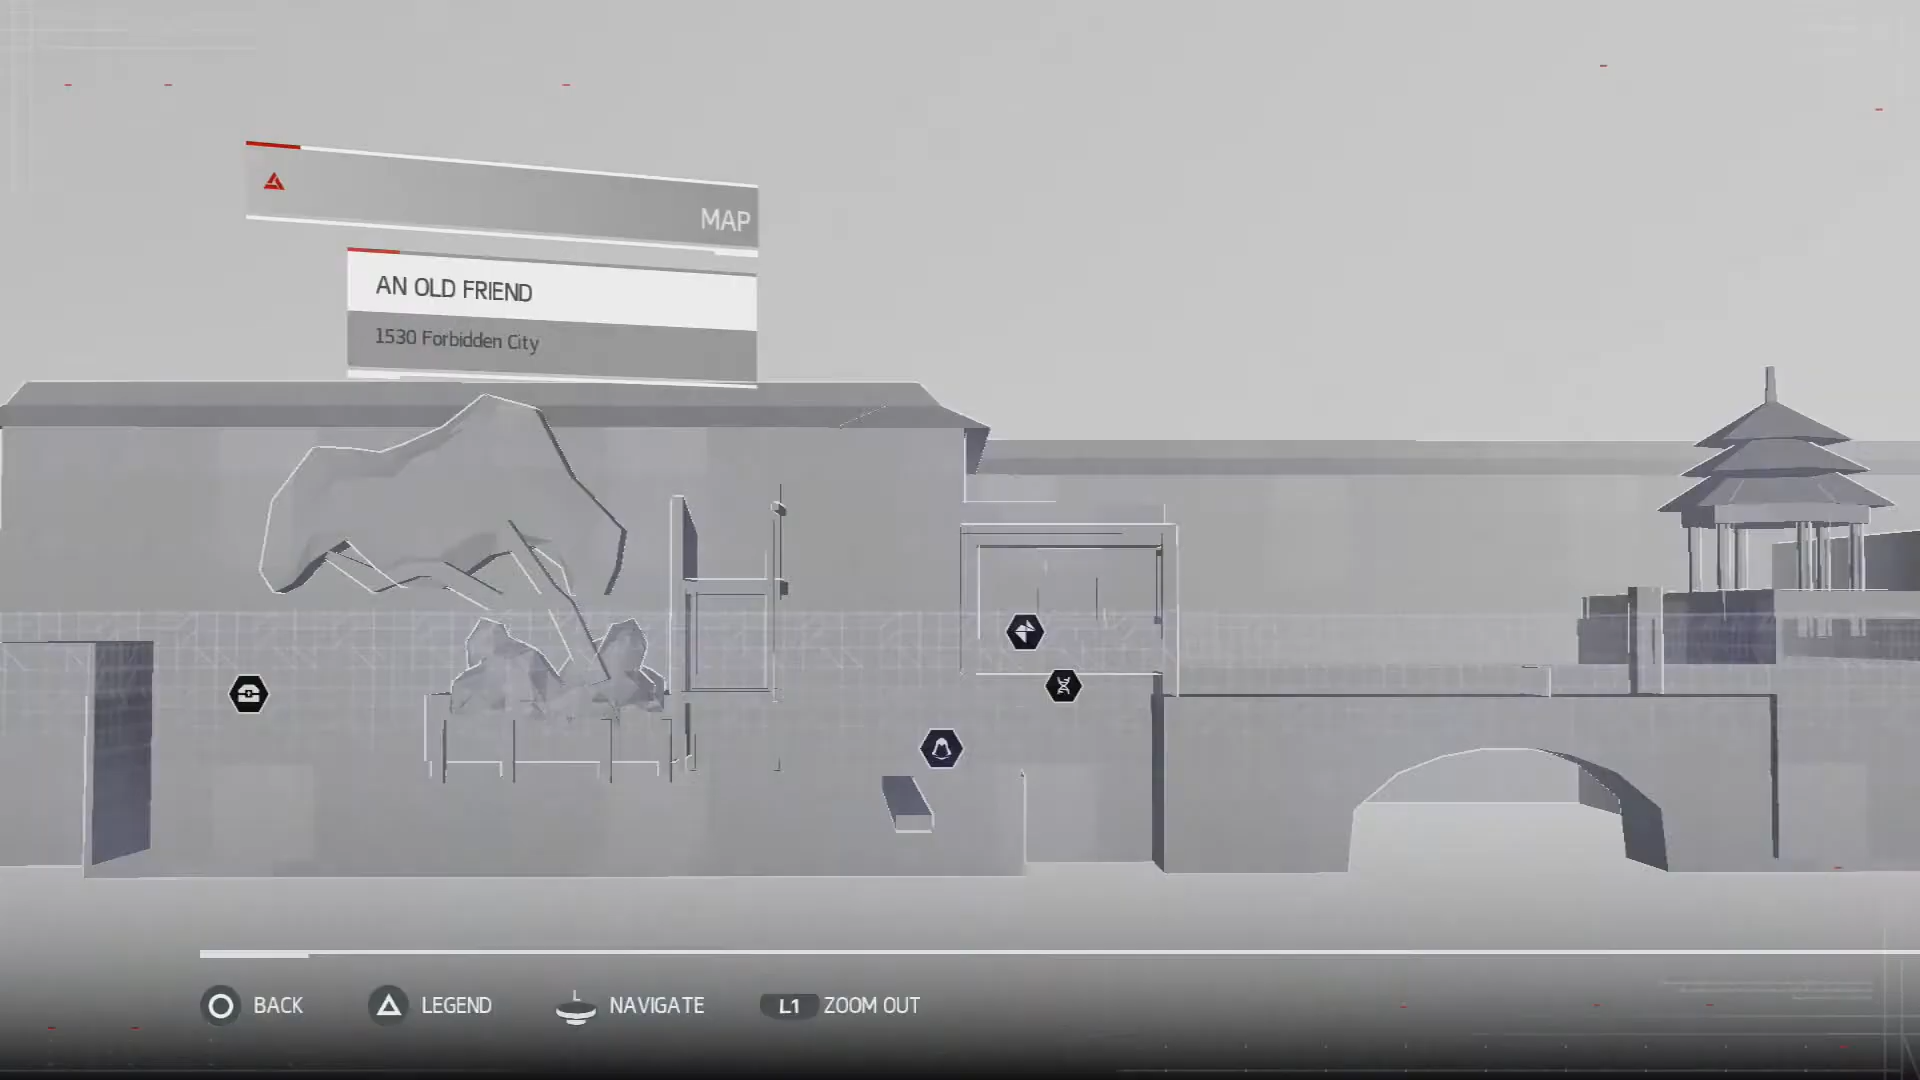 MAP
AN OLD FRIEND
1530 Forbidden City
BACK
LEGEND
L
NAVIGATE
L1
ZOOM OUT